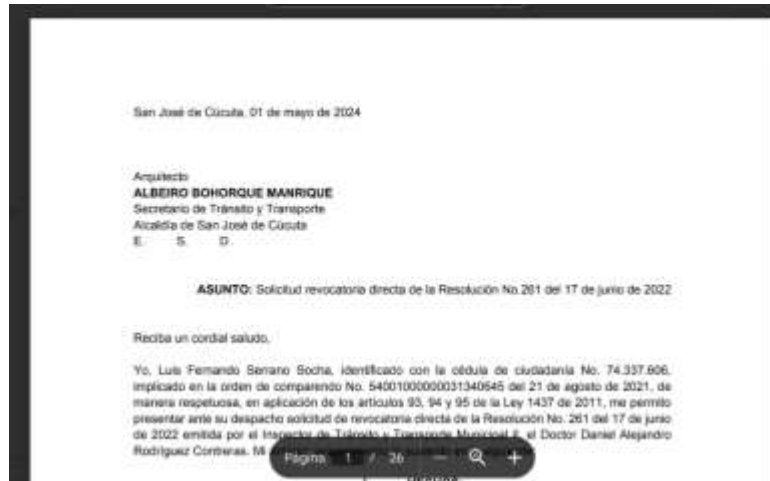 San José de Cúcuta, 01 de mayo de 2024
Arquitecto
ALBEIRO BOHORQUE MANRIQUE
Secretario de Tránsito y Transporte
Alcaldía de San José de Cúcuta
E. S. D.
ASUNTO: Solicitud revocatoria directa de la Resolución No.261 del 17 de junio de 2022
Reciba un cordial saludo,
Yo, Luis Fernando Serrano Socha, identificado con la cédula de ciudadanía No. 74.337.606,
implicado en la orden de comparendo No. 54001000000031340645 del 21 de agosto de 2021, de
manera respetuosa, en aplicación de los artículos 93, 94 y 95 de la Ley 1437 de 2011, me permito
presentar ante su despacho solicitud de revocatoria directa de la Resolución No. 261 del 17 de junio
de 2022 emitida por el Inspector de Tránsito y Transporte Municipal II, el Doctor Daniel Alejandro
Rodríguez Contreras. Mi
Página 1 / 26